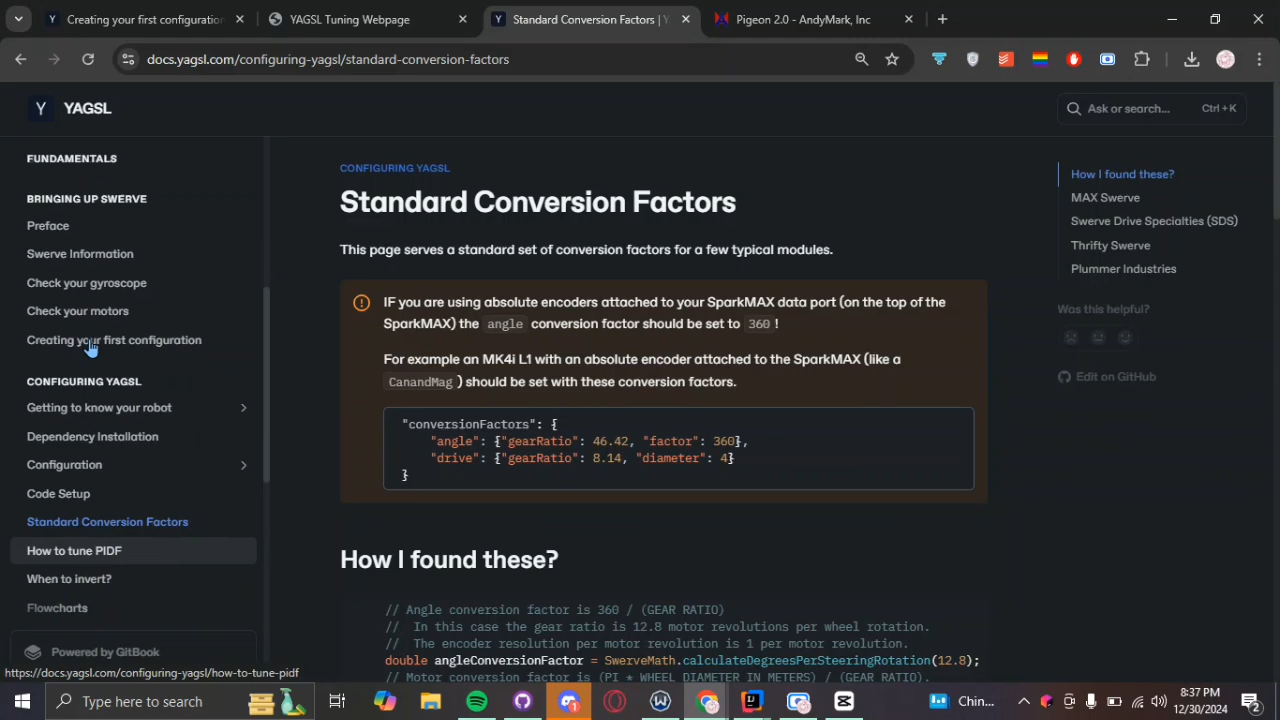 Creating your first configuration
YAGSL Tuning Webpage
Standard Conversion Factors | Y
Pigeon 2.0 - AndyMark, Inc
docs.yagsl.com/configuring-yagsl/standard-conversion-factors
Y YAGSL
Ask or search... Ctrl + K
FUNDAMENTALS
BRINGING UP SWERVE
Preface
Swerve Information
Check your gyroscope
Check your motors
Creating your first configuration
CONFIGURING YAGSL
Getting to know your robot
Dependency Installation
Configuration
Code Setup
Standard Conversion Factors
How to tune PIDF
When to invert?
Flowcharts
Powered by GitBook
CONFIGURING YAGSL
Standard Conversion Factors
This page serves a standard set of conversion factors for a few typical modules.
IF you are using absolute encoders attached to your SparkMAX data port (on the top of the
SparkMAX) the angle conversion factor should be set to 360 !
For example an MK4i L1 with an absolute encoder attached to the SparkMAX (like a
CanandMag ) should be set with these conversion factors.
"conversionFactors": {
"angle": {"gearRatio": 46.42, "factor": 360},
"drive": {"gearRatio": 8.14, "diameter": 4}
}
How I found these?
// Angle conversion factor is 360 / (GEAR RATIO)
// In this case the gear ratio is 12.8 motor revolutions per wheel rotation.
// The encoder resolution per motor revolution is 1 per motor revolution.
double angleConversionFactor = SwerveMath.calculateDegreesPerSteeringRotation(12.8);
// Motor conversion factor is (PI * WHEEL DIAMETER IN METERS) / (GEAR RATIO).
How I found these?
MAX Swerve
Swerve Drive Specialties (SDS)
Thrifty Swerve
Plummer Industries
Was this helpful?
Edit on GitHub
https://docs.yagsl.com/configuring-yagsl/how-to-tune-pidf
Type here to search
Chin...
8:37 PM
12/30/2024
2